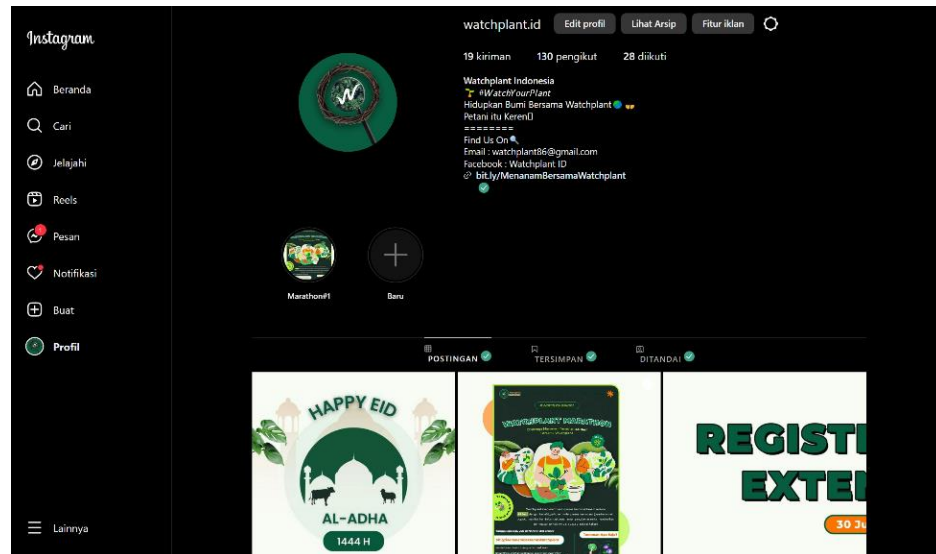 Instagram
Beranda
Cari
Jelajahi
Reels
1
Pesan
Notifikasi
Buat
Profil
Lainnya
watchplant.id Edit profil Lihat Arsip Fitur iklan
19 kiriman 130 pengikut 28 diikuti
Watchplant Indonesia
#WatchYourPlant
Hidupkan Bumi Bersama Watchplant
Petani itu Keren
========
Find Us On
Email : watchplant86@gmail.com
Facebook : Watchplant ID
bit.ly/MenanamBersamaWatchplant
Marathon#1 Baru
POSTINGAN TERSIMPAN DITANDAI
HAPPY EID
AL-ADHA
1444 H
WATCHPLANT MARATHON
REGIST
EXTE
30 Ju